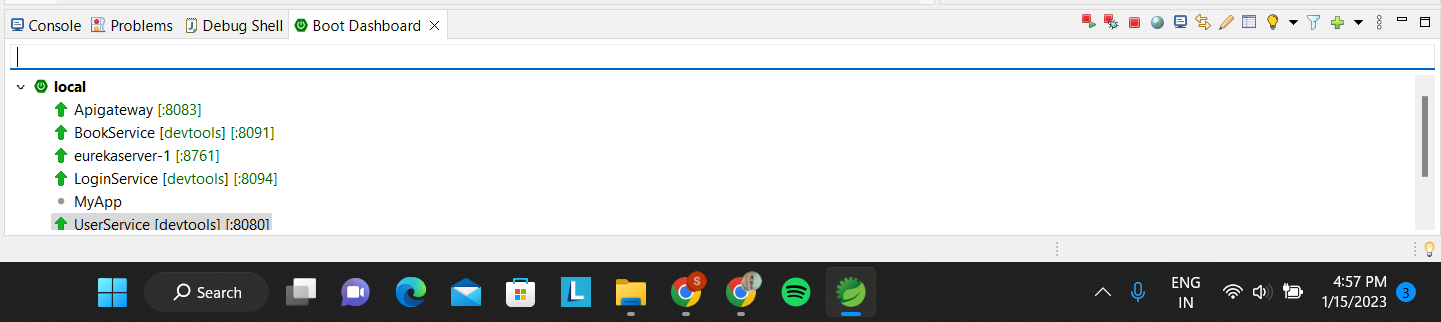 Console Problems Debug Shell Boot Dashboard
local
Apigateway [:8083]
BookService [devtools] [:8091]
eurekaserver-1 [:8761]
LoginService [devtools] [:8094]
MyApp
UserService [devtools] [:8080]
Search L S ENG 4:57 PM
IN 1/15/2023 3